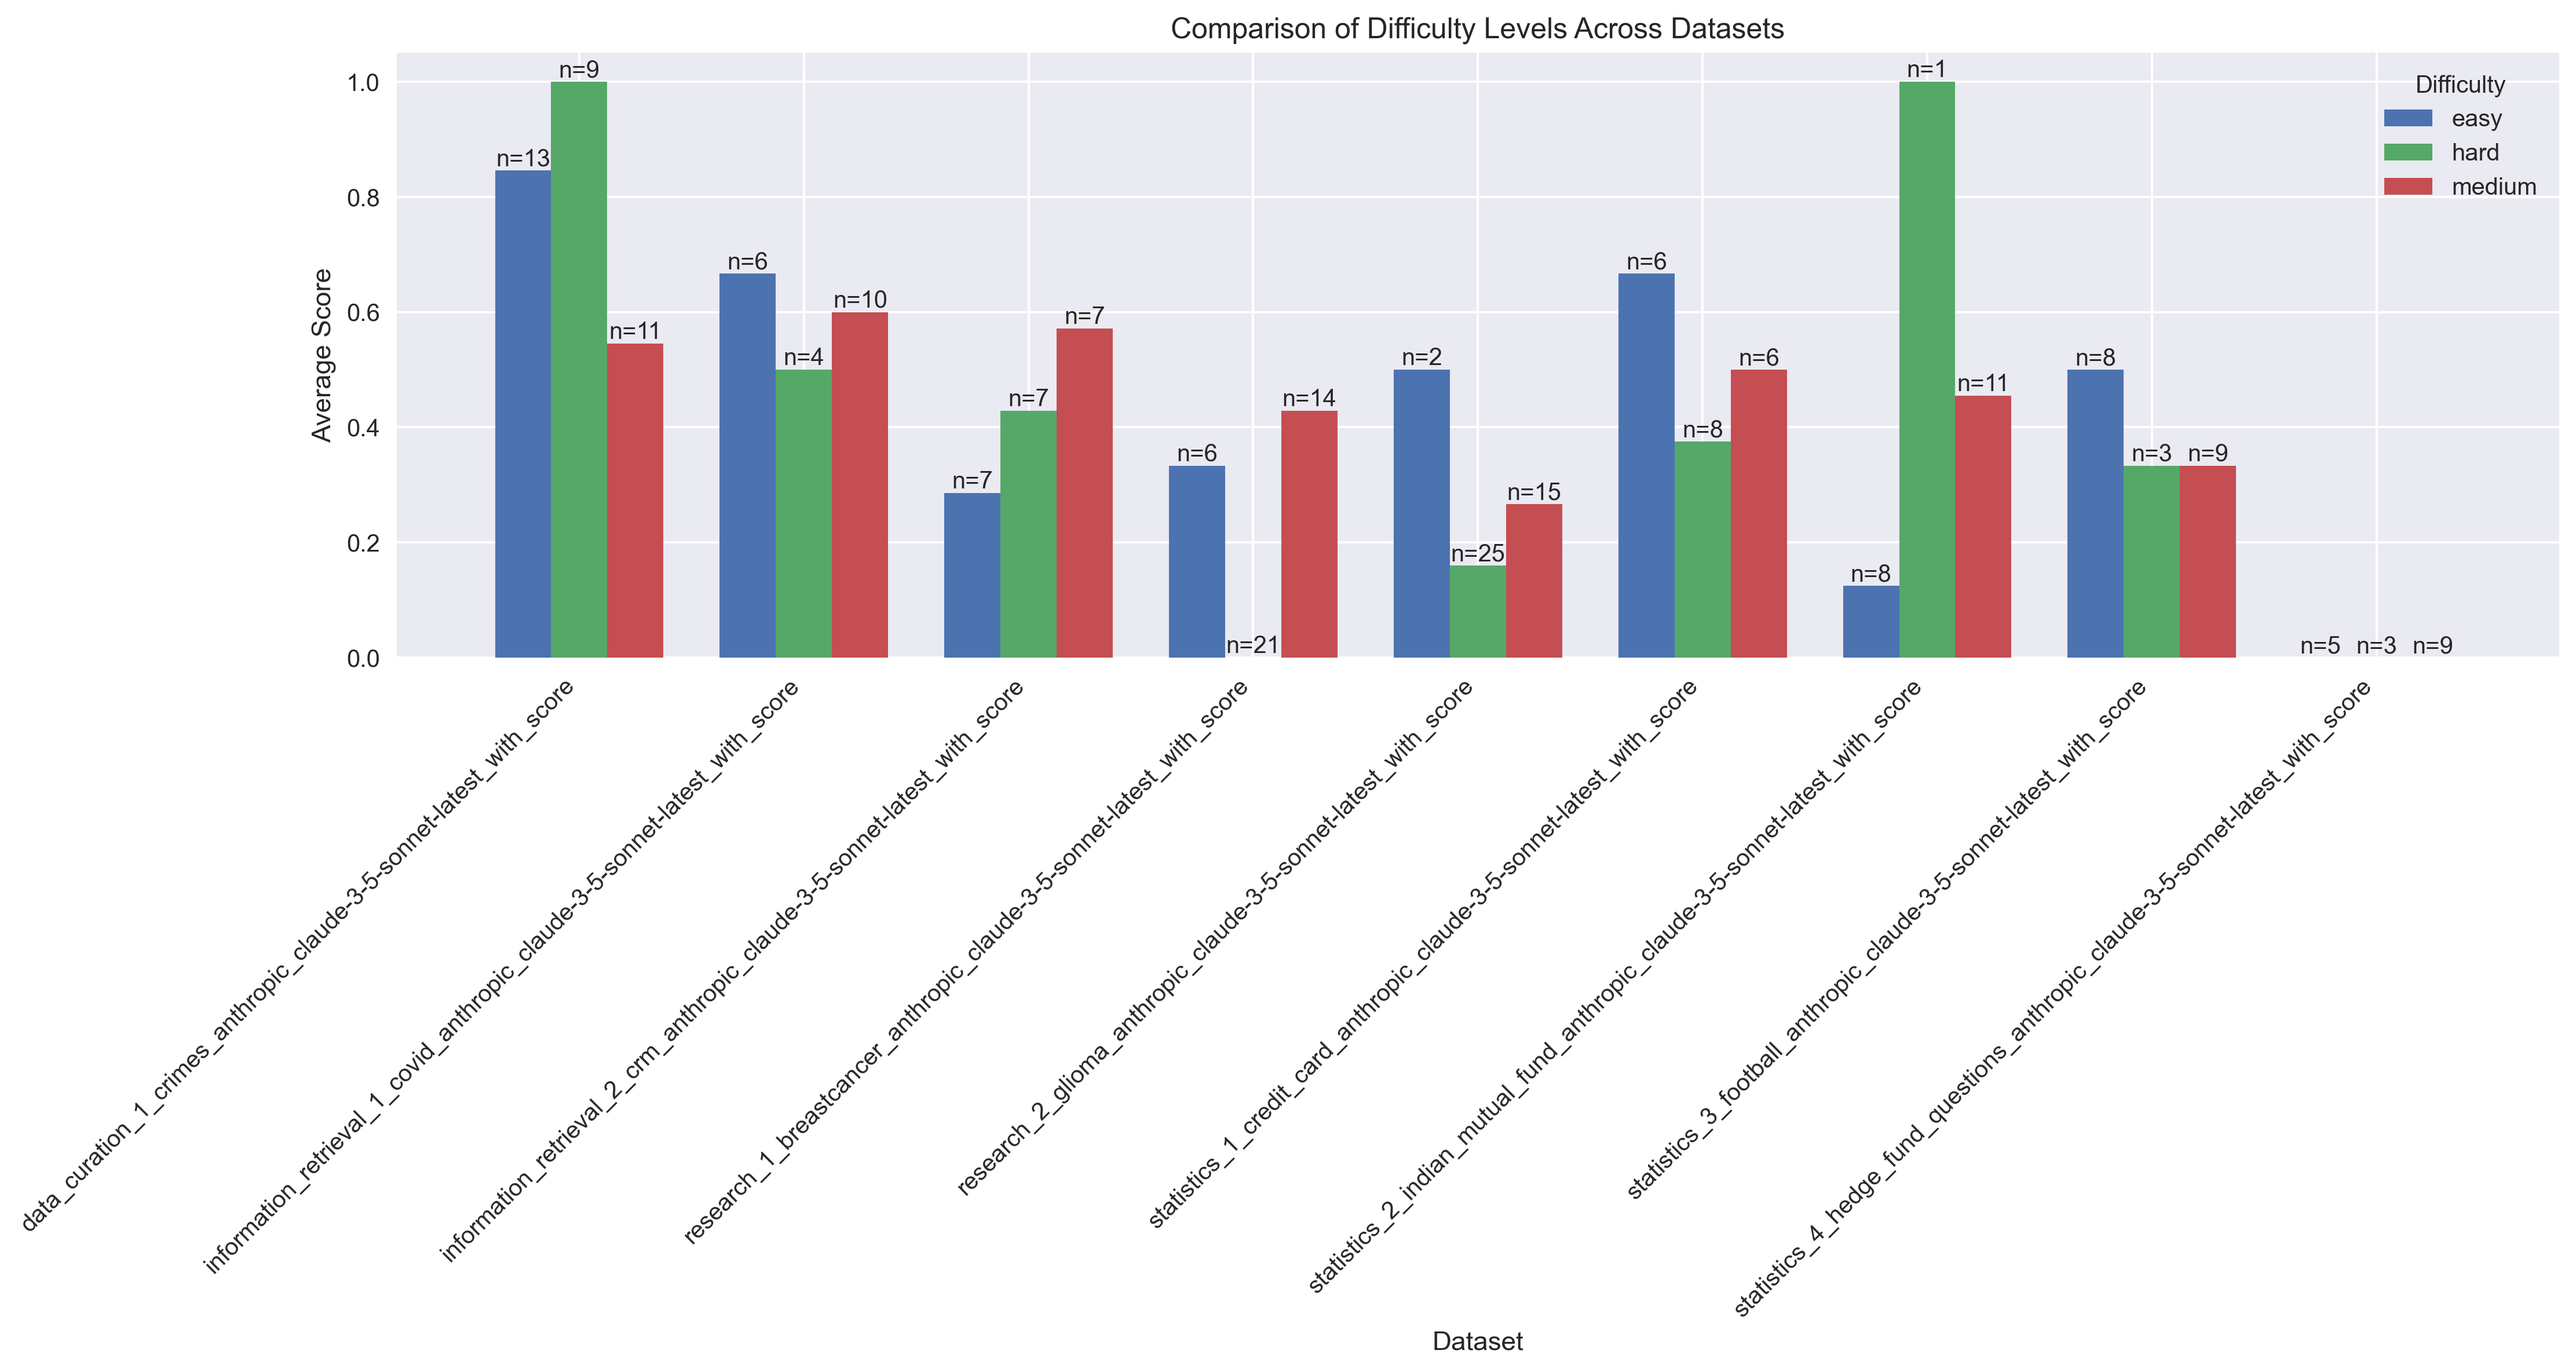 Comparison of Difficulty Levels Across Datasets
Average Score
1.0
0.8
0.6
0.4
0.2
0.0
n=13
n=9
n=11
n=6
n=4
n=10
n=7
n=7
n=7
n=6
n=21
n=14
n=2
n=25
n=15
n=6
n=8
n=6
n=8
n=1
n=11
n=8
n=3
n=9
n=5
n=3
n=9
Difficulty
easy
hard
medium
data_curation_1_crimes_anthropic_claude-3-5-sonnet-latest_with_score
information_retrieval_1_covid_anthropic_claude-3-5-sonnet-latest_with_score
information_retrieval_2_crm_anthropic_claude-3-5-sonnet-latest_with_score
research_1_breastcancer_anthropic_claude-3-5-sonnet-latest_with_score
research_2_glioma_anthropic_claude-3-5-sonnet-latest_with_score
statistics_1_credit_card_anthropic_claude-3-5-sonnet-latest_with_score
statistics_2_indian_mutual_fund_anthropic_claude-3-5-sonnet-latest_with_score
statistics_3_football_anthropic_claude-3-5-sonnet-latest_with_score
statistics_4_hedge_fund_questions_anthropic_claude-3-5-sonnet-latest_with_score
Dataset